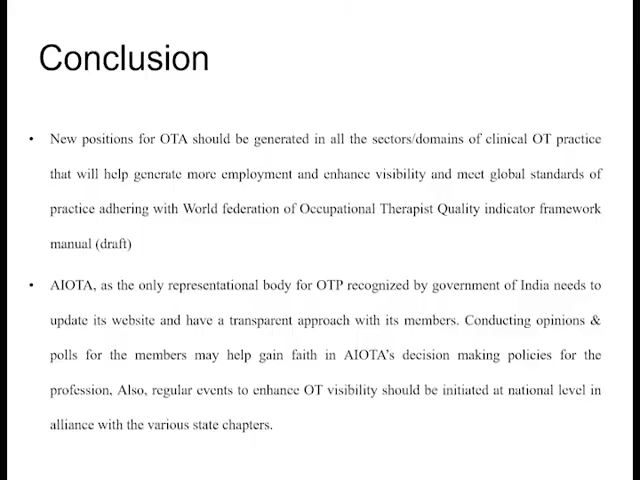 Conclusion
• New positions for OTA should be generated in all the sectors/domains of clinical OT practice
that will help generate more employment and enhance visibility and meet global standards of
practice adhering with World federation of Occupational Therapist Quality indicator framework
manual (draft)
• AIOTA, as the only representational body for OTP recognized by government of India needs to
update its website and have a transparent approach with its members. Conducting opinions &
polls for the members may help gain faith in AIOTA's decision making policies for the
profession, Also, regular events to enhance OT visibility should be initiated at national level in
alliance with the various state chapters.